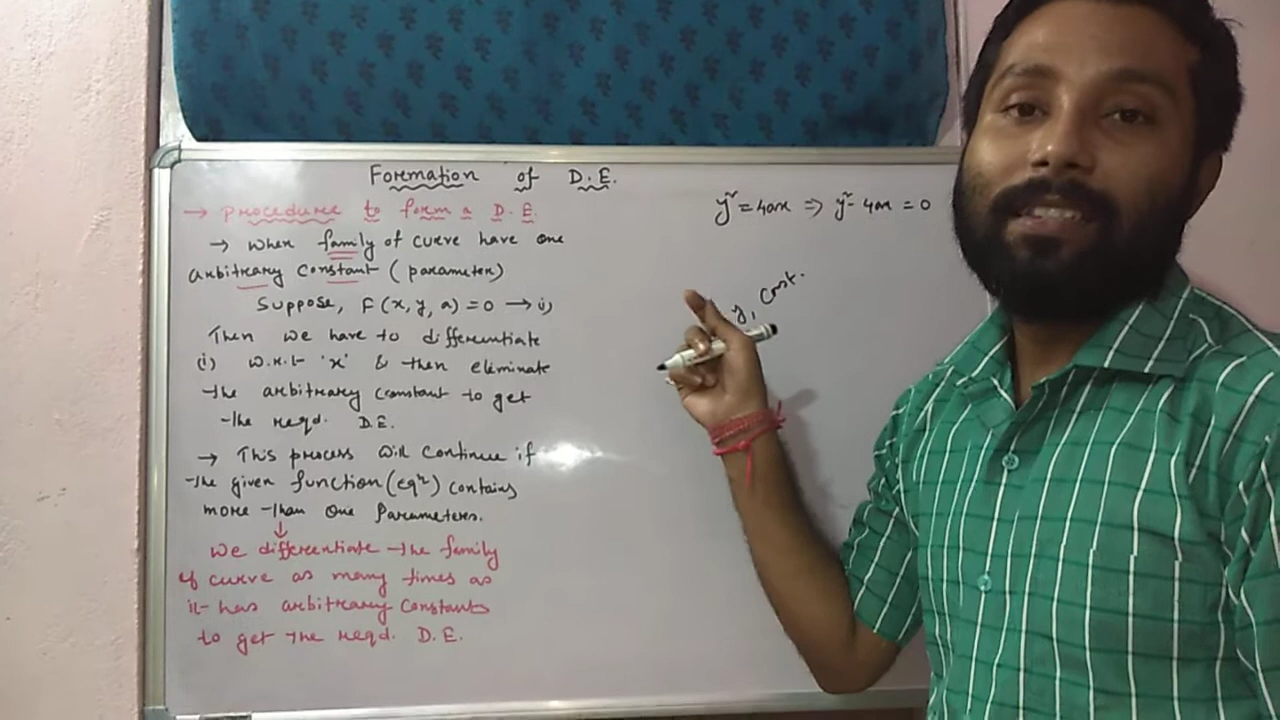 Formation of D.E.
→ procedure to form a D.E.
→ when family of curve have one
arbitrary constant (parameter)
Suppose, F(x, y, a) = 0 → i)
Then we have to differentiate
(i) w.r.t 'x' & then eliminate
the arbitrary constant to get
the reqd. D.E.
→ This process will continue if
the given function (eqⁿ) contains
more than one parameters.
↓
we differentiate the family
of curve as many times as
it has arbitrary constants
to get the reqd. D.E.
y² = 4ax ⇒ y² - 4ax = 0
y, const.